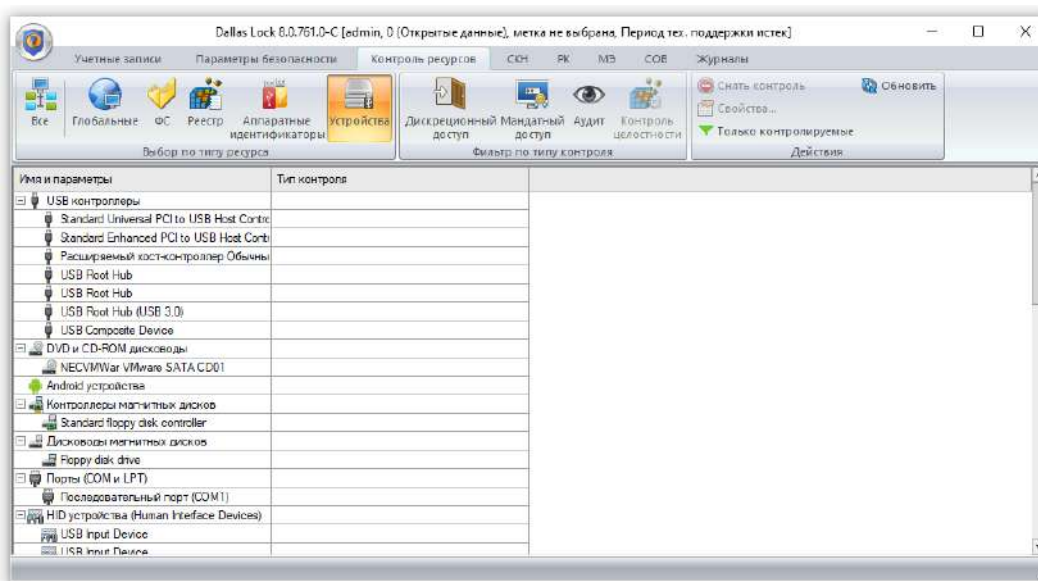 Dallas Lock 8.0.761.0-C [admin, 0 (Открытые данные), метка не выбрана, Период тех. поддержки истек]
Учетные записи Параметры безопасности Контроль ресурсов СКН РК МЭ СОВ Журналы
Все Глобальные ФС Реестр Аппаратные идентификаторы Устройства
Выбор по типу ресурса
Дискреционный доступ Мандатный доступ Аудит Контроль целостности
Фильтр по типу контроля
Снять контроль
Свойства...
Только контролируемые
Обновить
Действия
Имя и параметры Тип контроля
USB контроллеры
Standard Universal PCI to USB Host Contrc
Standard Enhanced PCI to USB Host Conti
Расширяемый хост-контроллер Обычны
USB Root Hub
USB Root Hub
USB Root Hub (USB 3.0)
USB Composite Device
DVD и CD-ROM дисководы
NECVMWar VMware SATA CD01
Android устройства
Контроллеры магнитных дисков
Standard floppy disk controller
Дисководы магнитных дисков
Floppy disk drive
Порты (COM и LPT)
Последовательный порт (COM1)
HID устройства (Human Interface Devices)
USB Input Device
USB Input Device